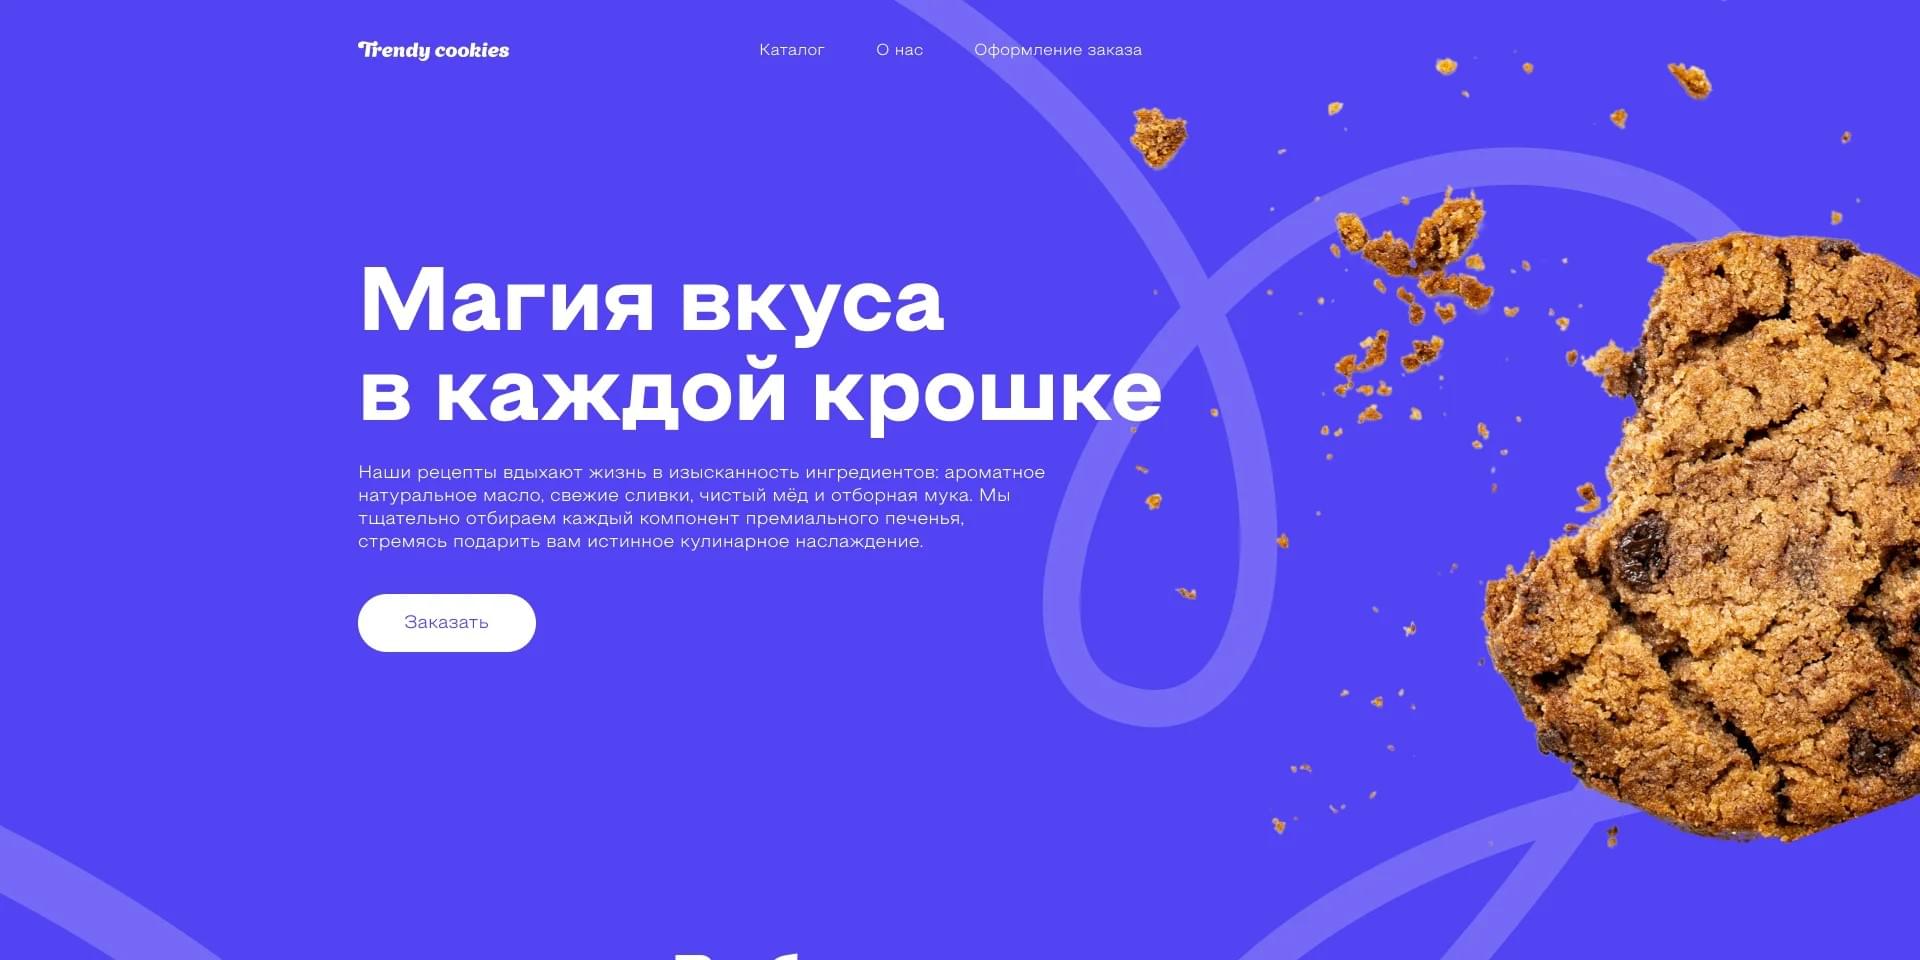 Trendy cookies
Каталог
О нас
Оформление заказа
Магия вкуса
в каждой крошке
Наши рецепты вдыхают жизнь в изысканность ингредиентов: ароматное
натуральное масло, свежие сливки, чистый мёд и отборная мука. Мы
тщательно отбираем каждый компонент премиального печенья,
стремясь подарить вам истинное кулинарное наслаждение.
Заказать